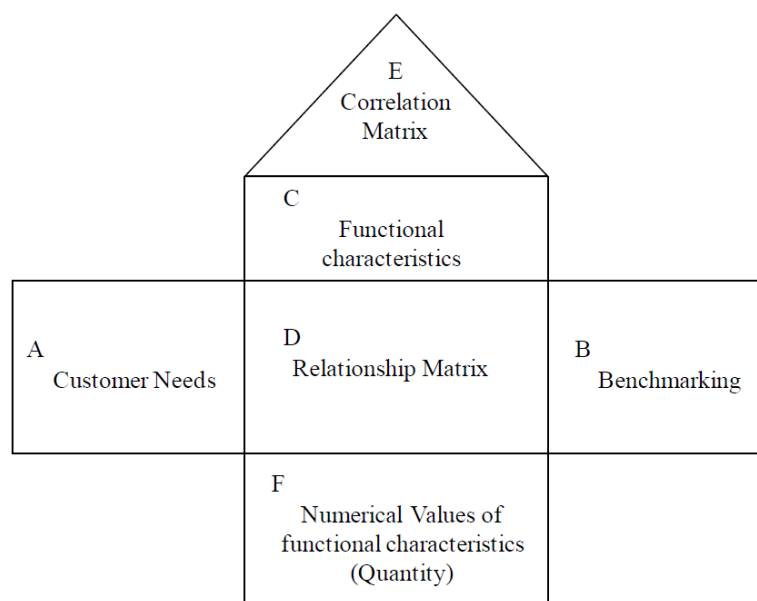 E
Correlation
Matrix
C
Functional
characteristics
A
Customer Needs
D
Relationship Matrix
B
Benchmarking
F
Numerical Values of
functional characteristics
(Quantity)